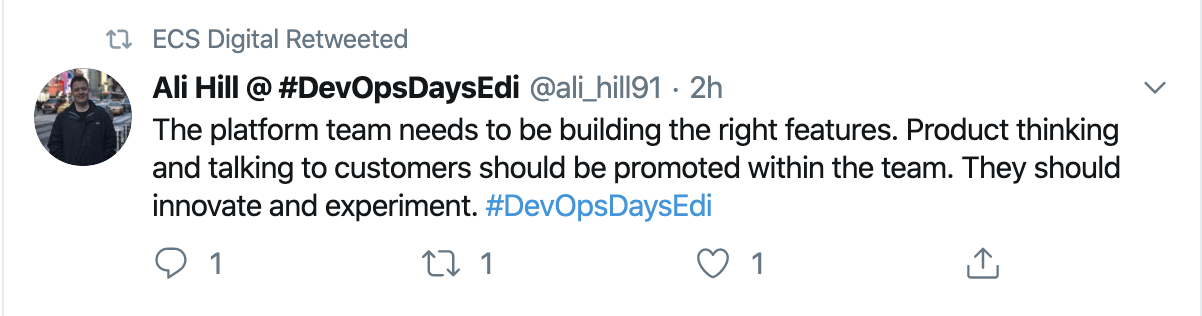 ECS Digital Retweeted
Ali Hill @ #DevOpsDaysEdi @ali_hill91 · 2h
The platform team needs to be building the right features. Product thinking
and talking to customers should be promoted within the team. They should
innovate and experiment. #DevOpsDaysEdi
1 1 1